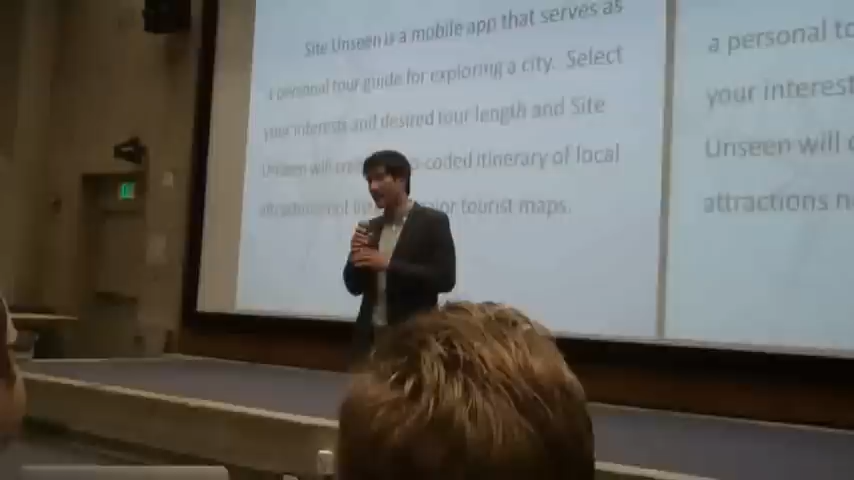 Site Unseen is a mobile app that serves as
a personal tour guide for exploring a city. Select
your interests and desired tour length and Site
Unseen will o-coded itinerary of local
attractions jor tourist maps.
a personal to
your interest
Unseen will
attractions n